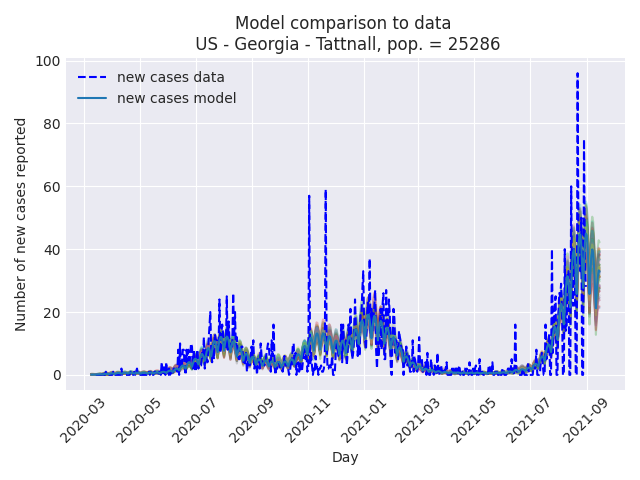 Model comparison to data
US - Georgia - Tattnall, pop. = 25286
new cases data
new cases model
Number of new cases reported
100
80
60
40
20
0
2020-03
2020-05
2020-07
2020-09
2020-11
2021-01
2021-03
2021-05
2021-07
2021-09
Day